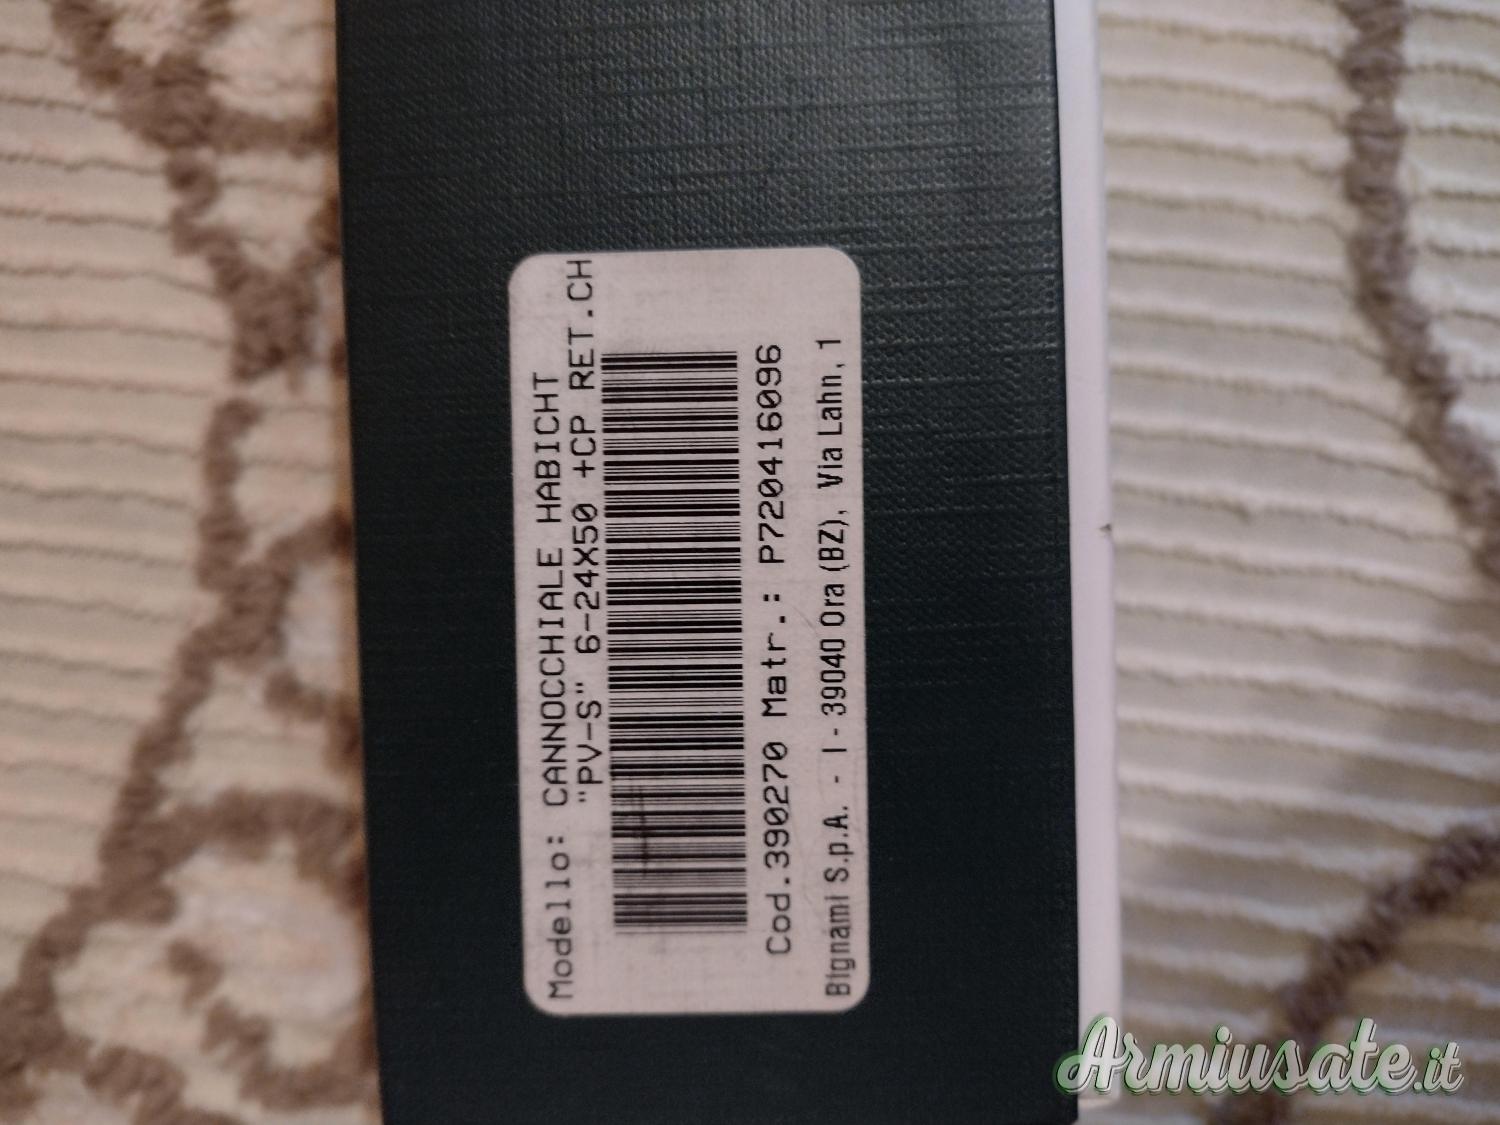 Modello: CANNOCCHIALE HABICHT
"PV-S" 6-24X50 +CP RET.CH
Cod.390270 Matr.: P720416096
Bignami S.p.A. - I - 39040 Ora (BZ), Via Lahn, 1
Armiusate.it